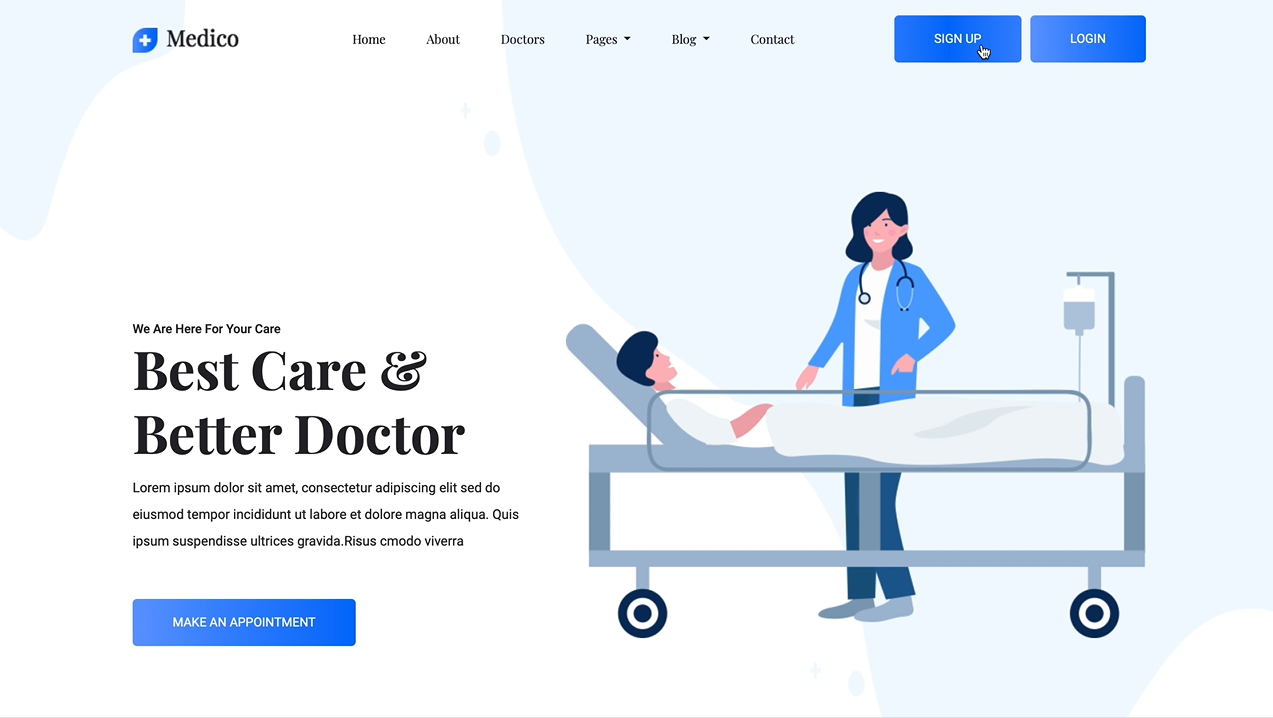 Medico
Home
About
Doctors
Pages
Blog
Contact
SIGN UP
LOGIN
We Are Here For Your Care
Best Care &
Better Doctor
Lorem ipsum dolor sit amet, consectetur adipiscing elit sed do
eiusmod tempor incididunt ut labore et dolore magna aliqua. Quis
ipsum suspendisse ultrices gravida.Risus cmodo viverra
MAKE AN APPOINTMENT